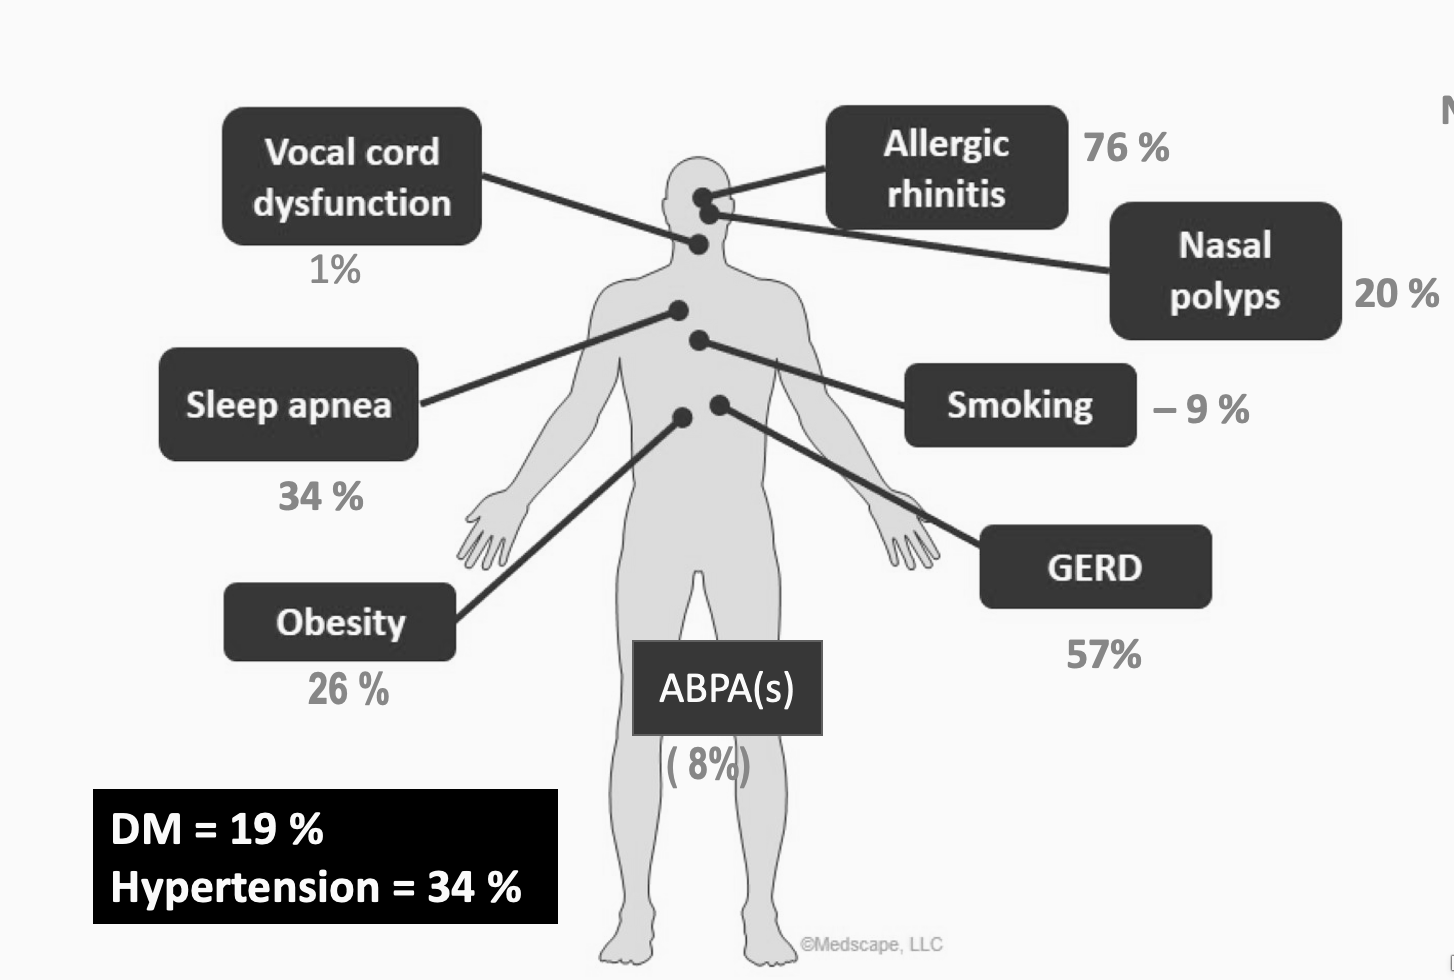 Vocal cord
dysfunction
1%
Allergic
rhinitis
76 %
Nasal
polyps
20 %
Sleep apnea
34 %
Smoking
– 9 %
Obesity
26 %
GERD
57%
ABPA(s)
( 8%)
DM = 19 %
Hypertension = 34 %
©Medscape, LLC